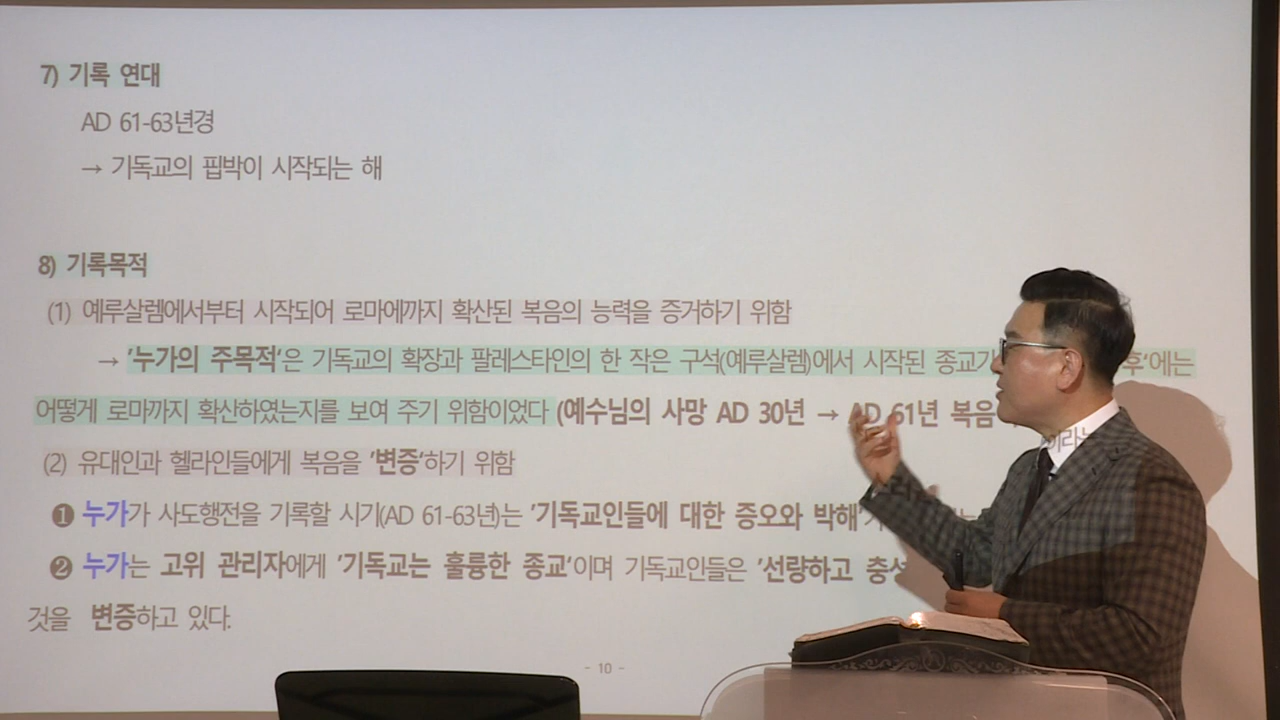 7) 기록 연대
AD 61-63년경
→ 기독교의 핍박이 시작되는 해
8) 기록목적
(1) 예루살렘에서부터 시작되어 로마에까지 확산된 복음의 능력을 증거하기 위함
→ '누가의 주목적'은 기독교의 확장과 팔레스타인의 한 작은 구석(예루살렘)에서 시작된 종교가 후'에는
어떻게 로마까지 확산하였는지를 보여 주기 위함이었다 (예수님의 사망 AD 30년 → AD 61년 복음
(2) 유대인과 헬라인들에게 복음을 '변증'하기 위함
❶ 누가가 사도행전을 기록할 시기(AD 61-63년)는 '기독교인들에 대한 증오와 박해'
❷ 누가는 고위 관리자에게 '기독교는 훌륭한 종교'이며 기독교인들은 '선량하고
것을 변증하고 있다.
- 10 -